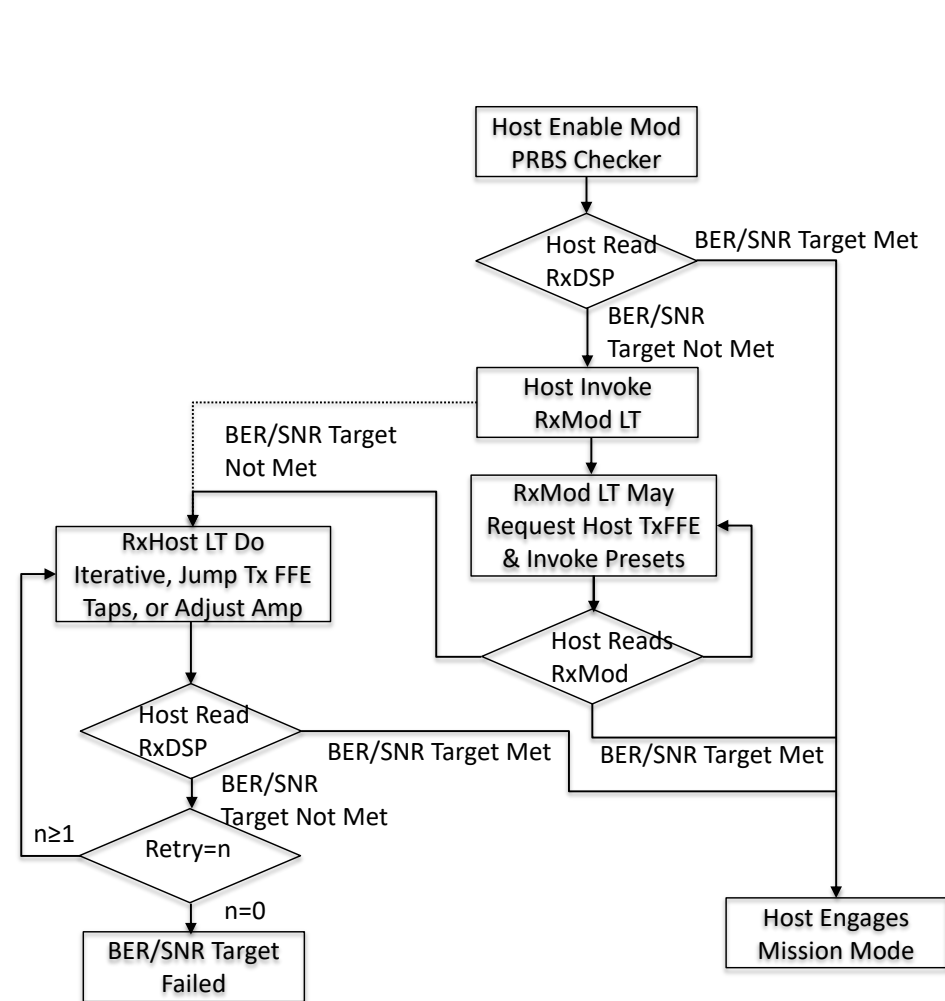 Host Enable Mod
PRBS Checker
Host Read
RxDSP
BER/SNR Target Met
BER/SNR
Target Not Met
Host Invoke
RxMod LT
BER/SNR Target
Not Met
RxMod LT May
Request Host TxFFE
& Invoke Presets
RxHost LT Do
Iterative, Jump Tx FFE
Taps, or Adjust Amp
Host Reads
RxMod
Host Read
RxDSP
BER/SNR Target Met
BER/SNR Target Met
BER/SNR
Target Not Met
n≥1
Retry=n
n=0
Host Engages
Mission Mode
BER/SNR Target
Failed